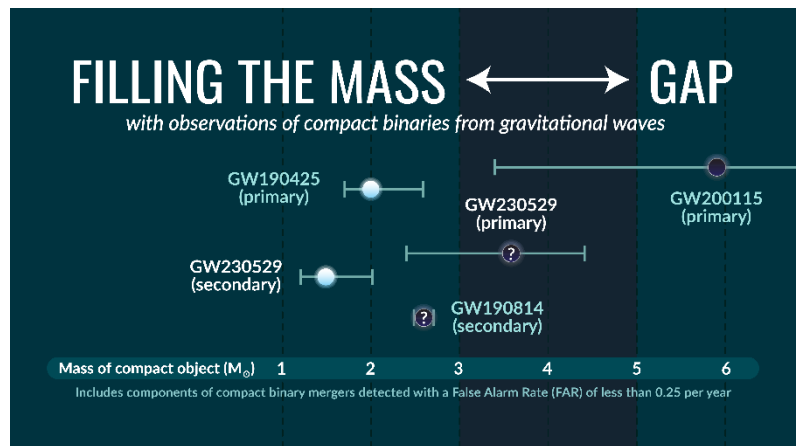 FILLING THE MASS GAP
with observations of compact binaries from gravitational waves
GW190425
(primary)
GW200115
(primary)
GW230529
(primary)
GW230529
(secondary)
?
GW190814
(secondary)
?
Mass of compact object (M☉) 1 2 3 4 5 6
Includes components of compact binary mergers detected with a False Alarm Rate (FAR) of less than 0.25 per year